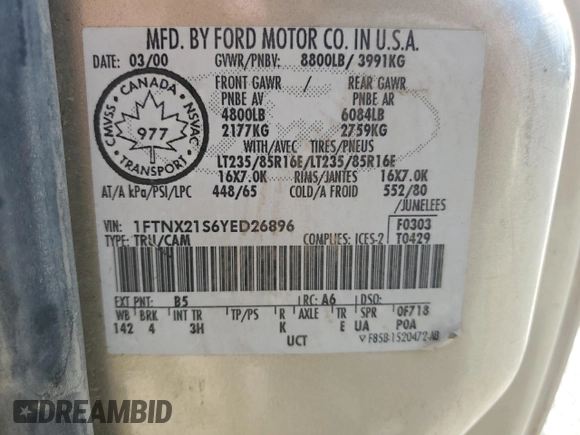 MFD. BY FORD MOTOR CO. IN U.S.A.
DATE: 03/00 GVWR/PNBV: 8800LB/ 3991KG
FRONT GAWR/ REAR GAWR/
PNBE AV PNBE AR
4800LB 6084LB
2177KG 2759KG
WITH/AVEC TIRES/PNEUS
LT235/85R16E/LT235/85R16E
16X7.0K RIMS/JANTES 16X7.0K
AT/A kPa/PSI/LPC 448/65 COLD/A FROID 552/80
/JUMELEES
CANADA
CMVSS NSVAC
977
TRANSPORT
VIN: 1FTNX21S6YED26896 F0303
TYPE: TRU/CAM COMPLIES: ICES-2 T0429
EXT PNT: B5 RC: A6 DSO:
WB BRK INT TR TP/PS R AXLE TR SPR 0F718
142 4 3H K E UA P0A
UCT F85B-1520472-AB
DREAMBID